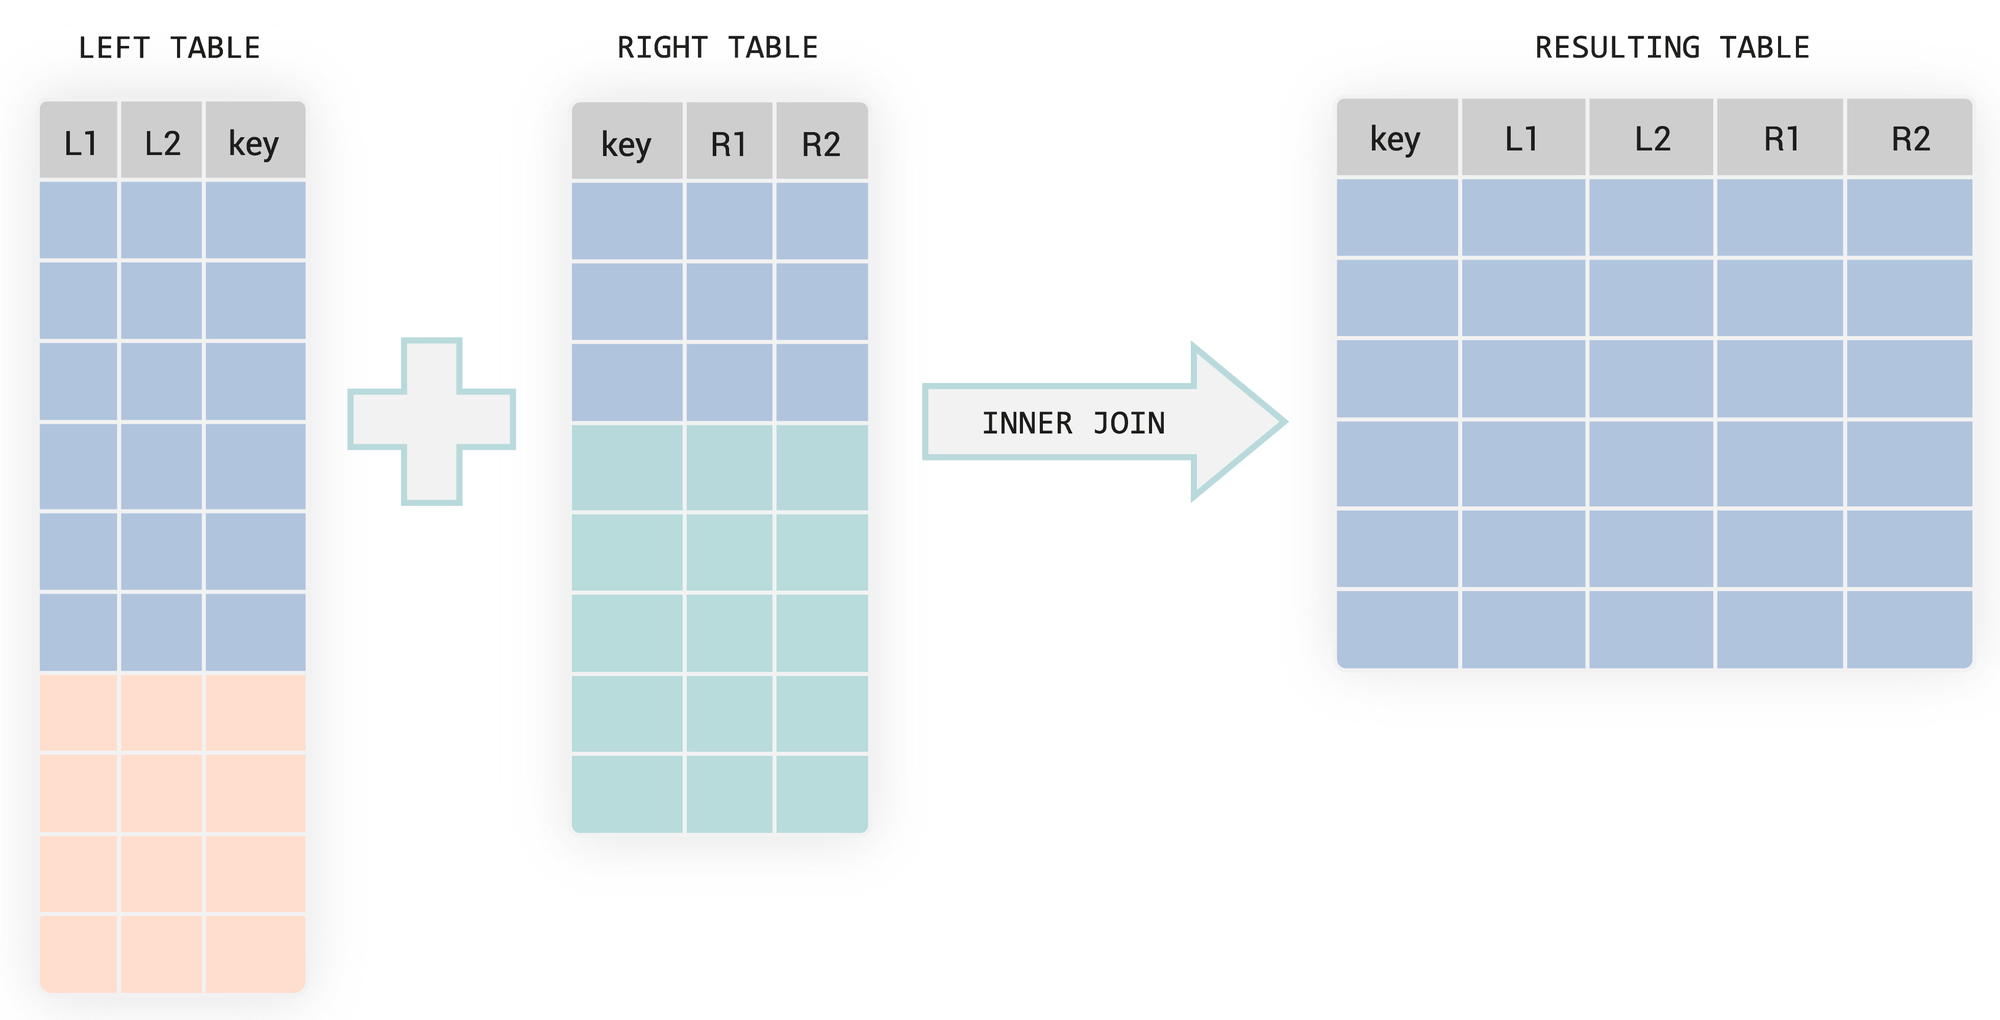 LEFT TABLE
L1 L2 key
RIGHT TABLE
key R1 R2
INNER JOIN
RESULTING TABLE
key L1 L2 R1 R2